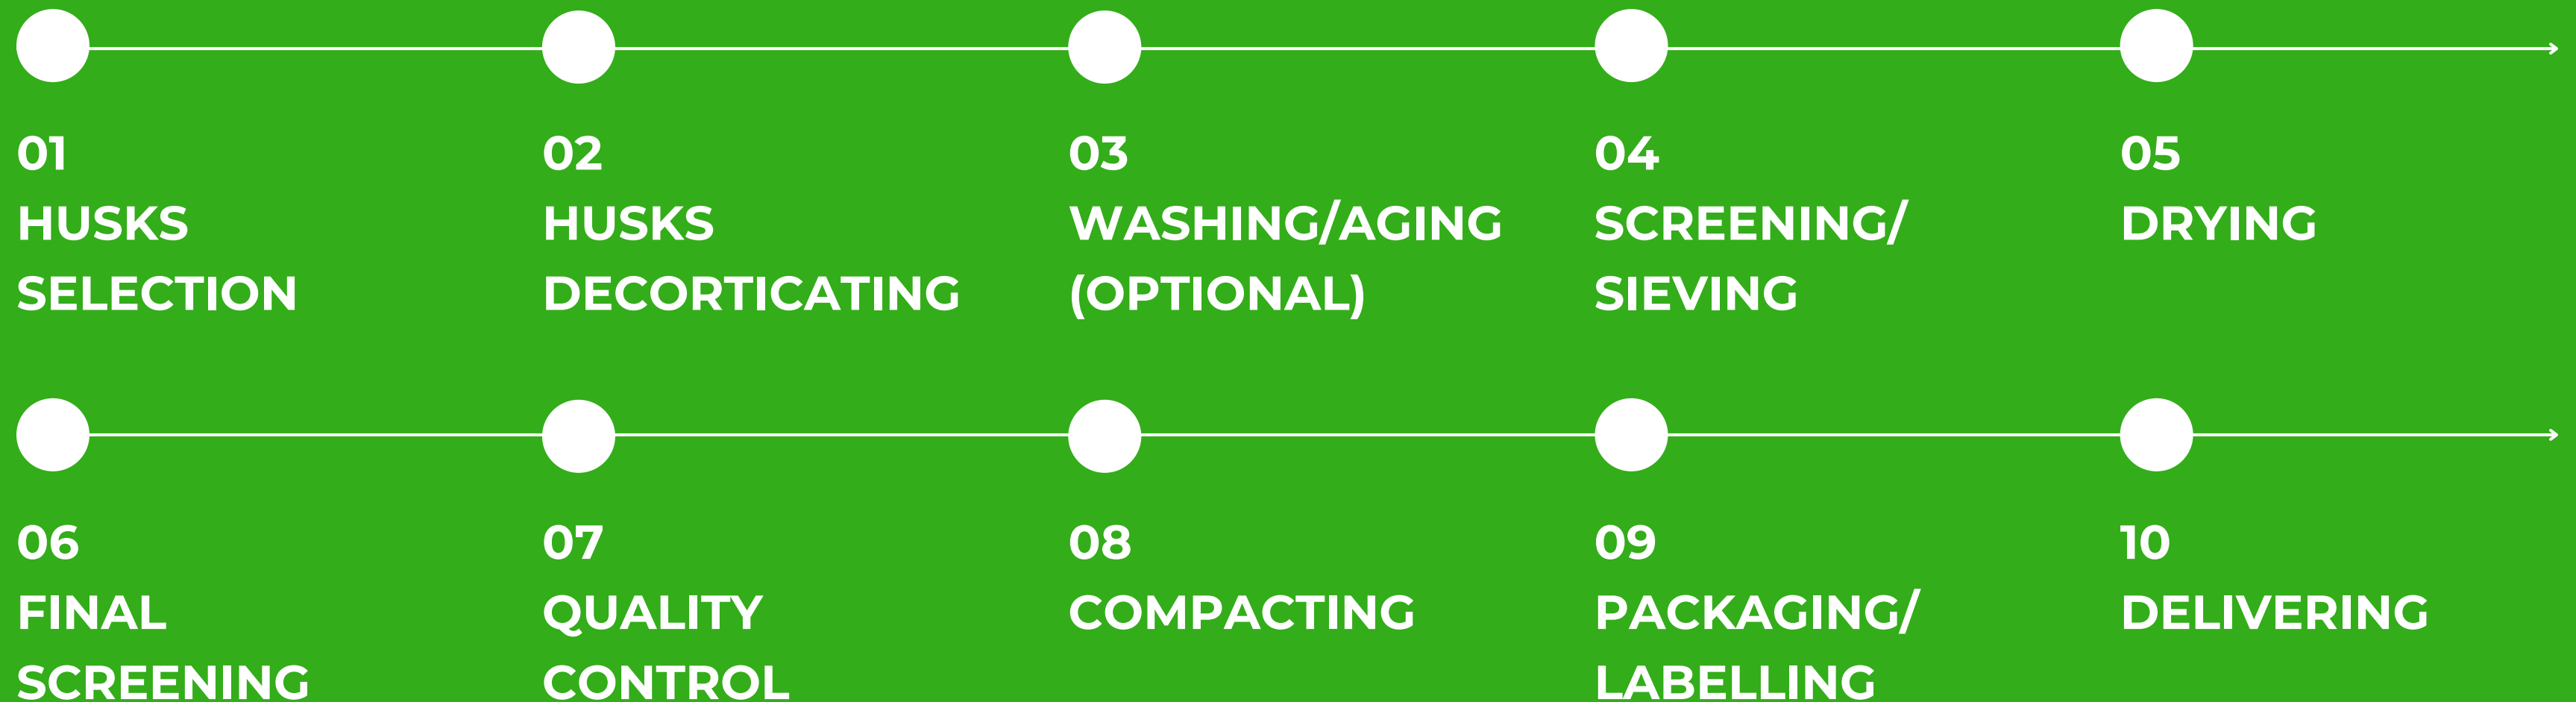 01
HUSKS
SELECTION
02
HUSKS
DECORTICATING
03
WASHING/AGING
(OPTIONAL)
04
SCREENING/
SIEVING
05
DRYING
06
FINAL
SCREENING
07
QUALITY
CONTROL
08
COMPACTING
09
PACKAGING/
LABELLING
10
DELIVERING